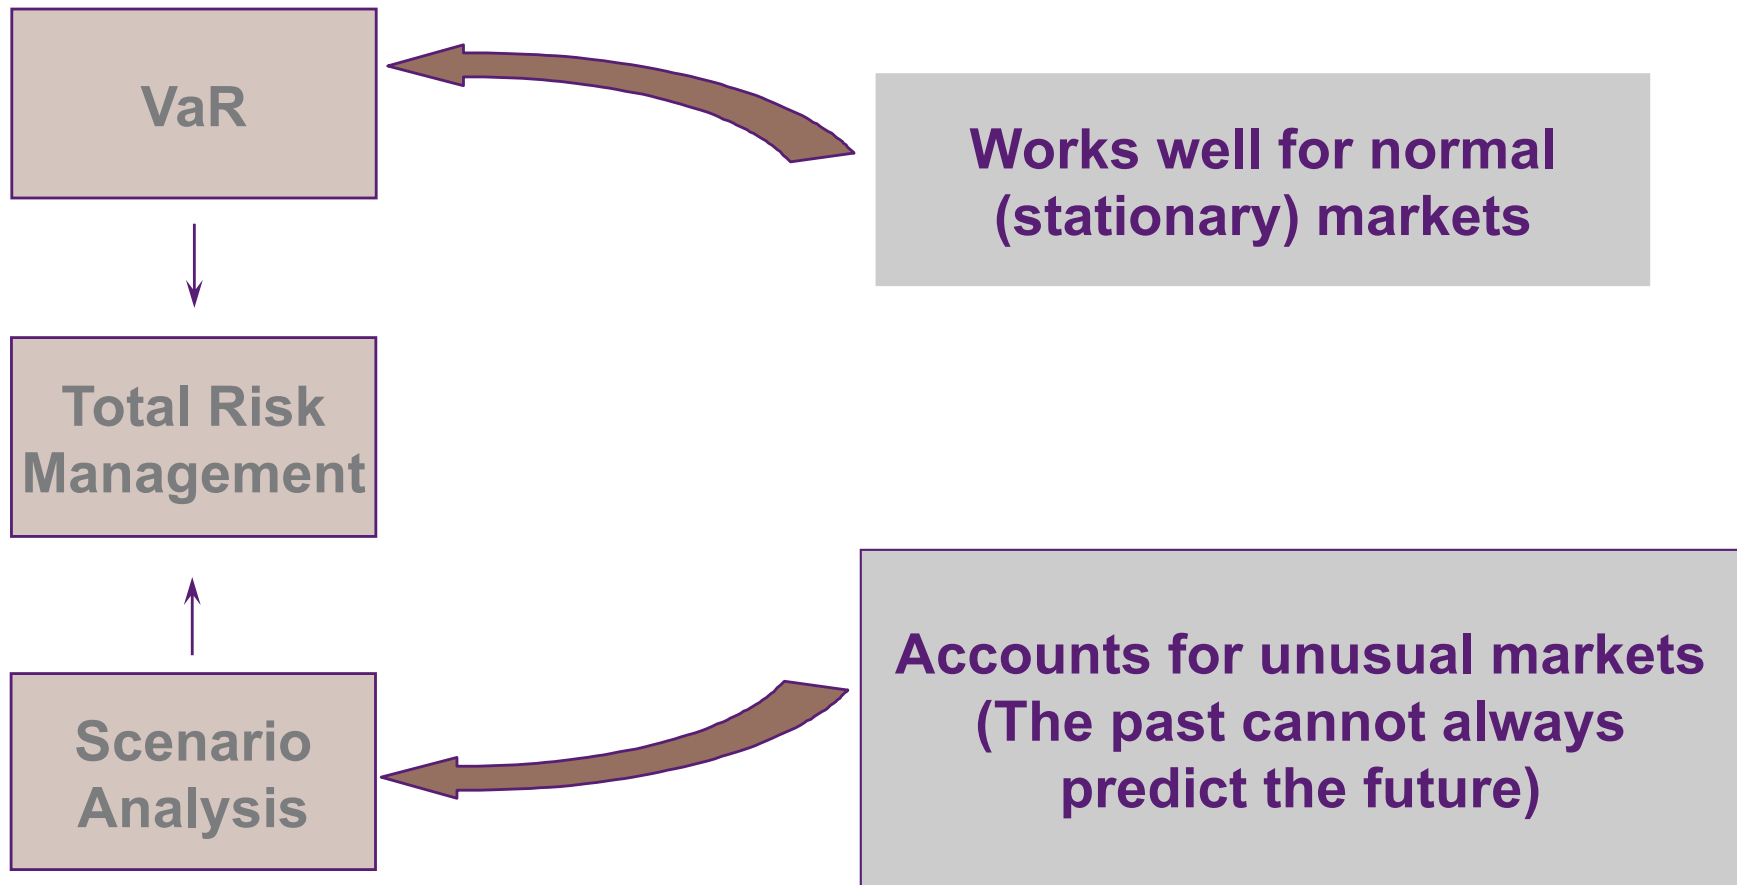 VaR
Works well for normal
(stationary) markets
Total Risk
Management
Scenario
Analysis
Accounts for unusual markets
(The past cannot always
predict the future)